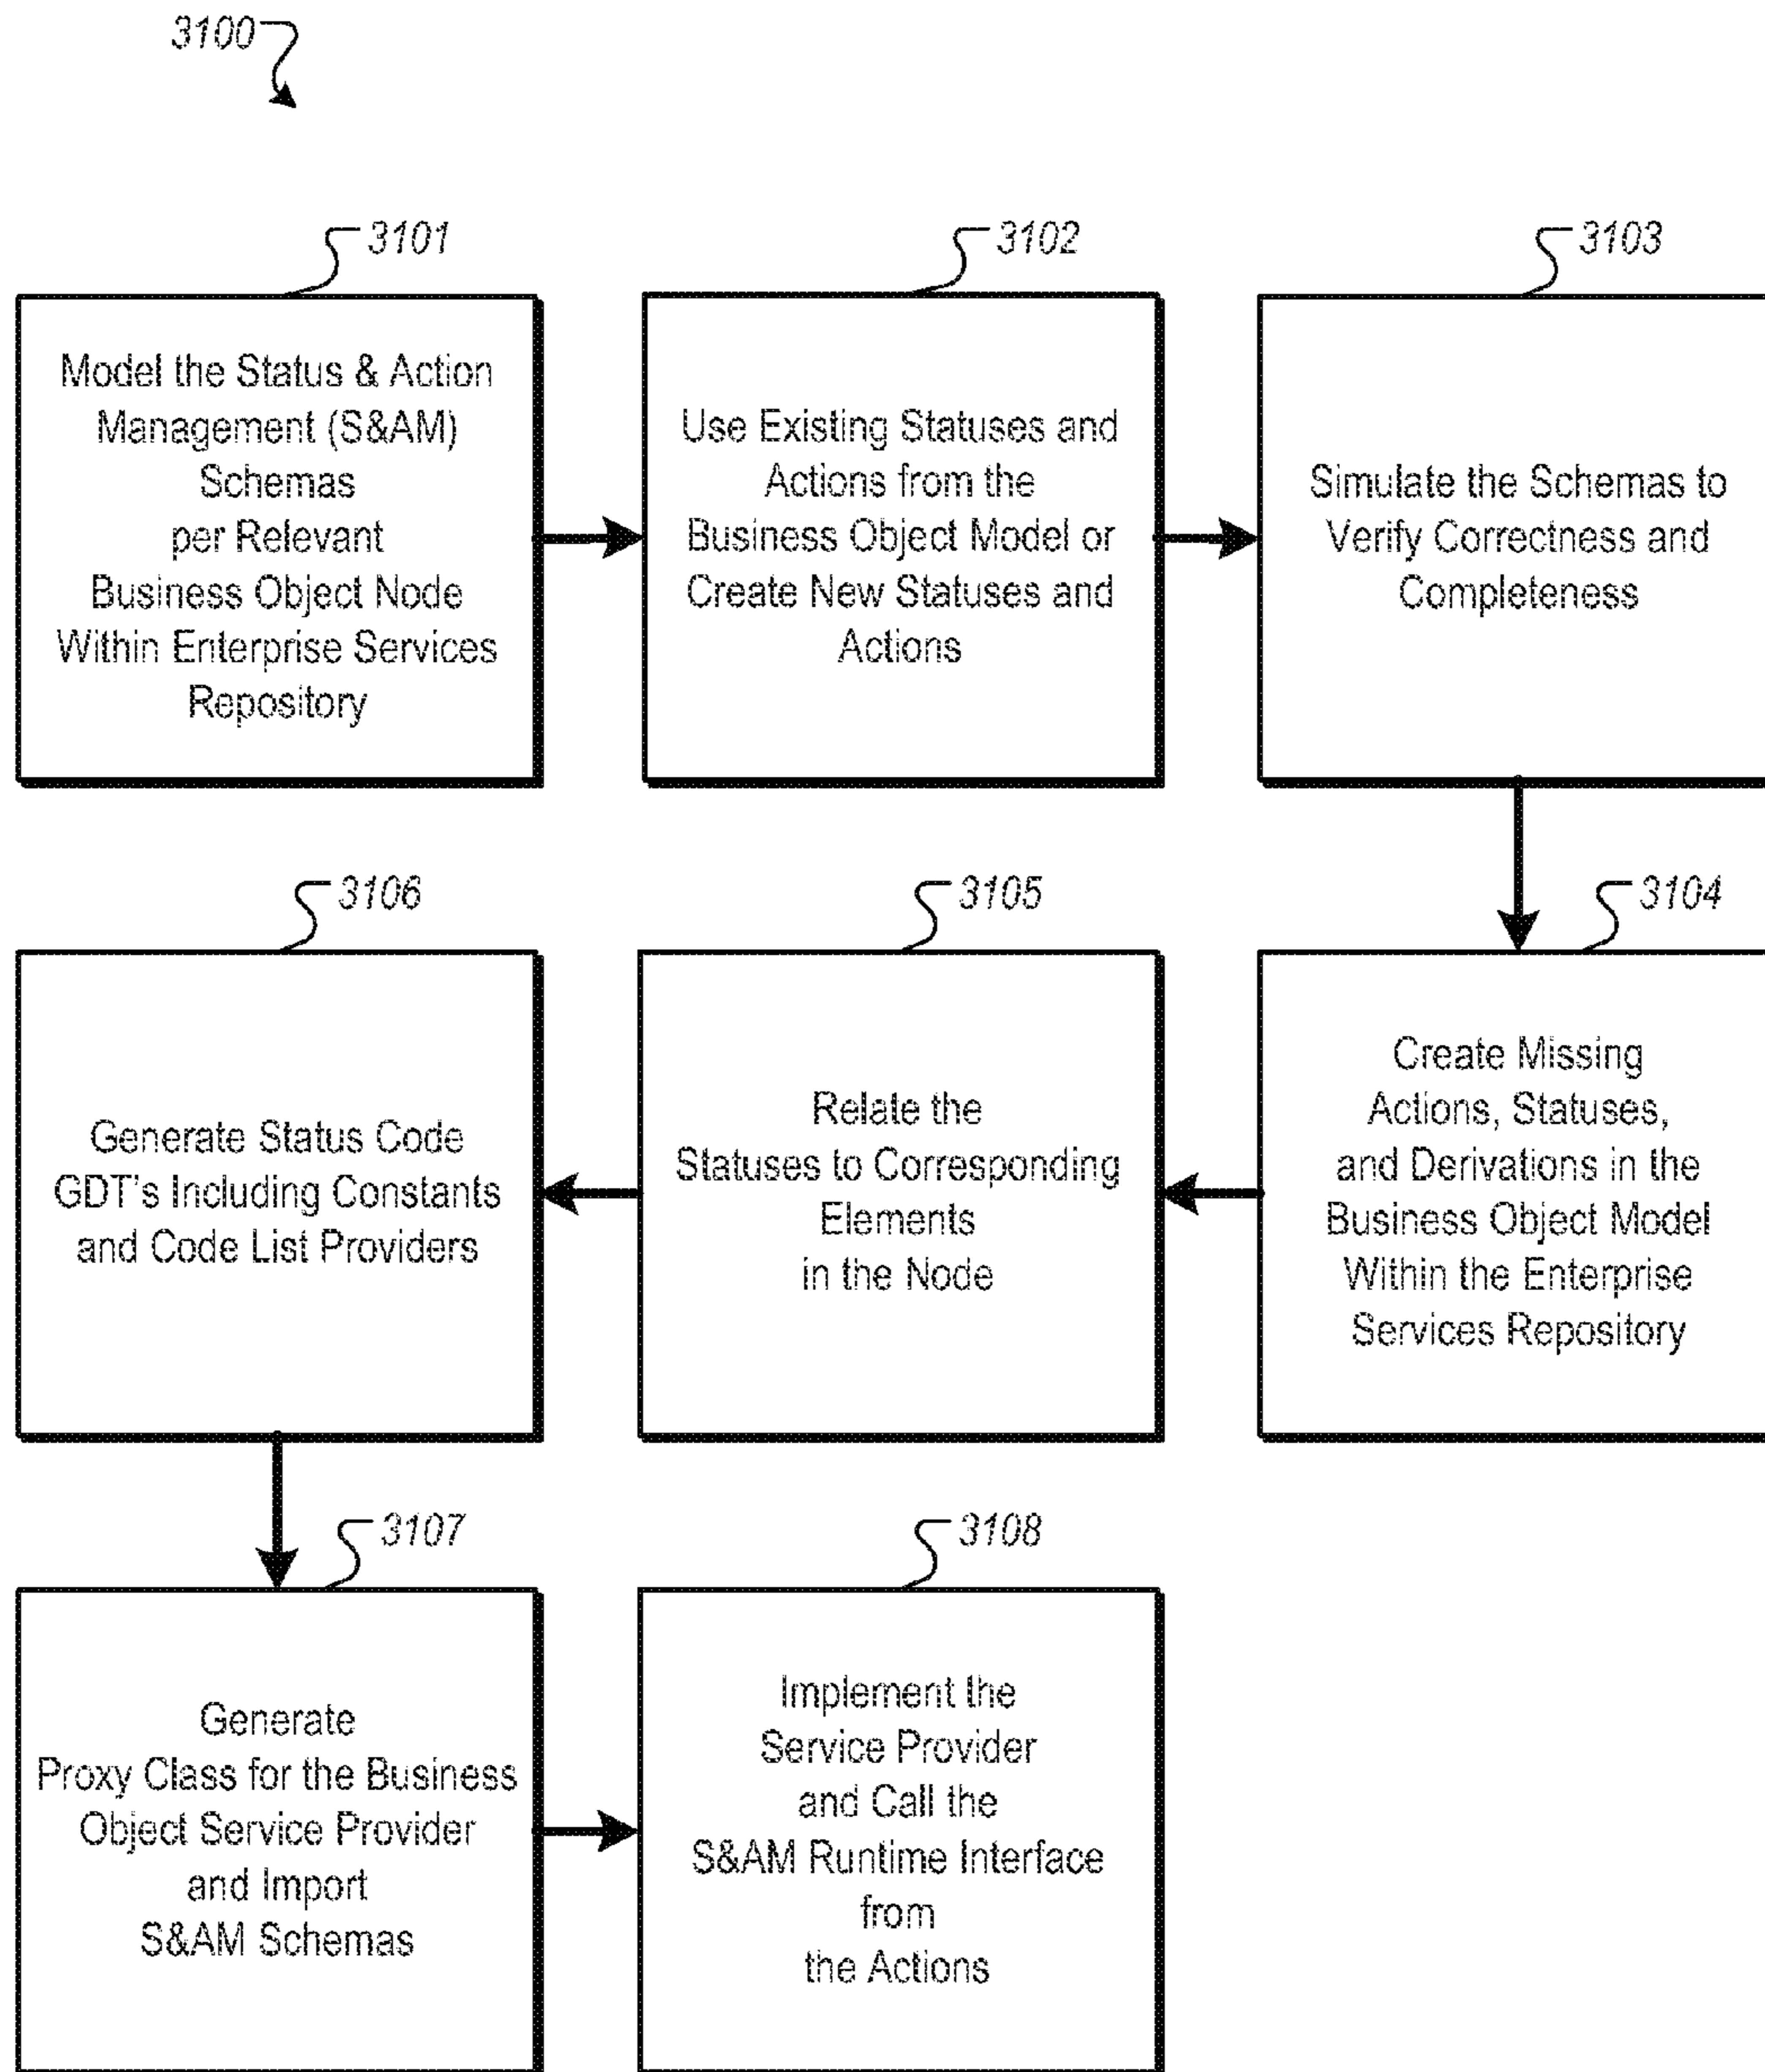 3100
3101
Model the Status & Action
Management (S&AM)
Schemas
per Relevant
Business Object Node
Within Enterprise Services
Repository
3102
Use Existing Statuses and
Actions from the
Business Object Model or
Create New Statuses and
Actions
3103
Simulate the Schemas to
Verify Correctness and
Completeness
3104
Create Missing
Actions, Statuses,
and Derivations in the
Business Object Model
Within the Enterprise
Services Repository
3105
Relate the
Statuses to Corresponding
Elements
in the Node
3106
Generate Status Code
GDT's Including Constants
and Code List Providers
3107
Generate
Proxy Class for the Business
Object Service Provider
and Import
S&AM Schemas
3108
Implement the
Service Provider
and Call the
S&AM Runtime Interface
from
the Actions